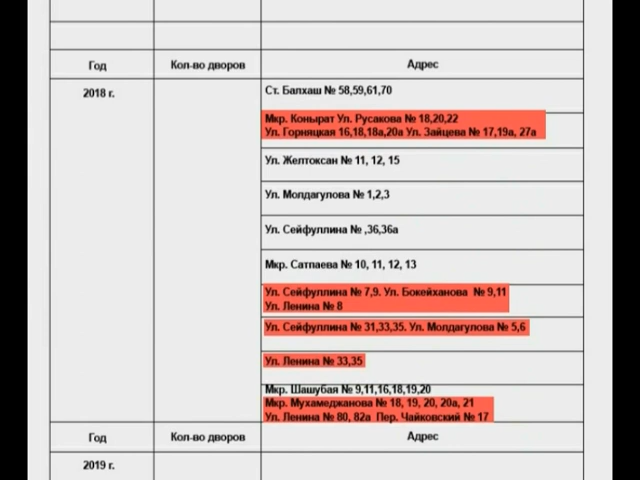 Год Кол-во дворов Адрес
2018 г. Ст. Балхаш № 58,59,61,70
Мкр. Конырат Ул. Русакова № 18,20,22
Ул. Горняцкая 16,18,18а,20а Ул. Зайцева № 17,19а, 27а
Ул. Желтоксан № 11, 12, 15
Ул. Молдагулова № 1,2,3
Ул. Сейфуллина № ,36,36а
Мкр. Сатпаева № 10, 11, 12, 13
Ул. Сейфуллина № 7,9. Ул. Бокейханова № 9,11
Ул. Ленина № 8
Ул. Сейфуллина № 31,33,35. Ул. Молдагулова № 5,6
Ул. Ленина № 33,35
Мкр. Шашубая № 9,11,16,18,19,20
Мкр. Мухамеджанова № 18, 19, 20, 20а, 21
Ул. Ленина № 80, 82а Пер. Чайковский № 17
Год Кол-во дворов Адрес
2019 г.